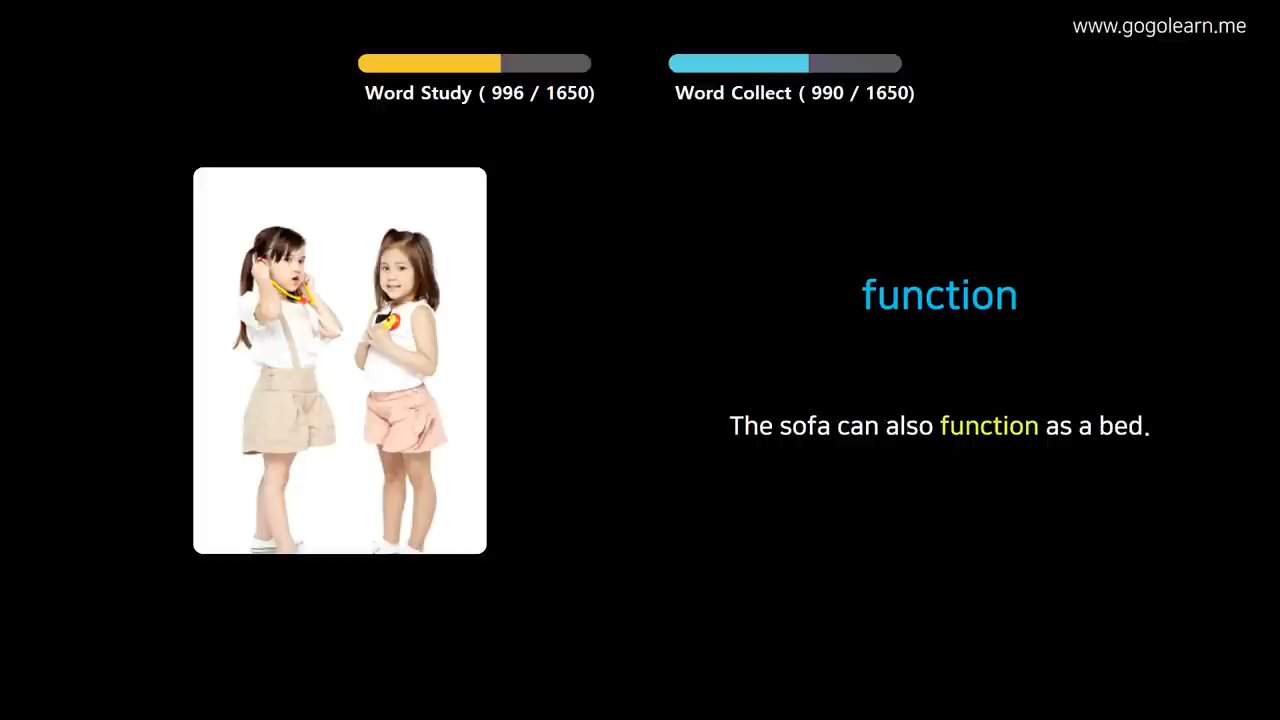 www.gogolearn.me
Word Study ( 996 / 1650)
Word Collect ( 990 / 1650)
function
The sofa can also function as a bed.